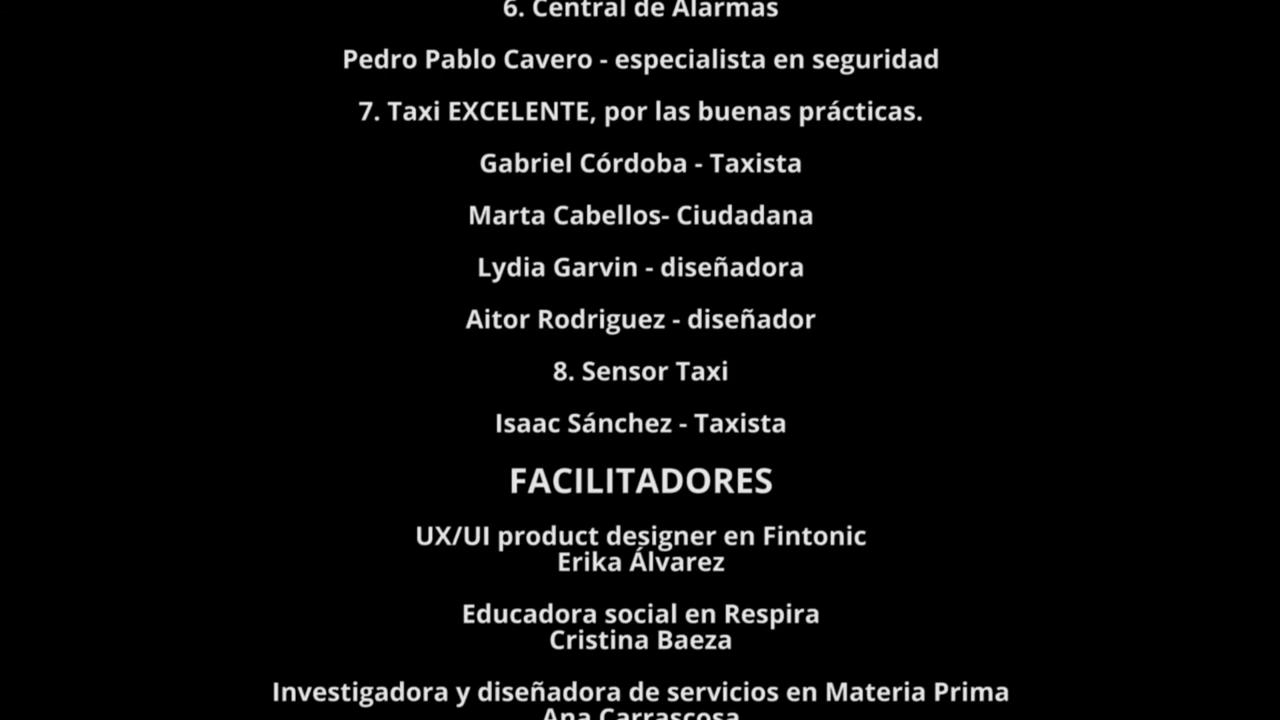 6. Central de Alarmas
Pedro Pablo Cavero - especialista en seguridad
7. Taxi EXCELENTE, por las buenas prácticas.
Gabriel Córdoba - Taxista
Marta Cabellos- Ciudadana
Lydia Garvin - diseñadora
Aitor Rodriguez - diseñador
8. Sensor Taxi
Isaac Sánchez - Taxista
FACILITADORES
UX/UI product designer en Fintonic
Erika Álvarez
Educadora social en Respira
Cristina Baeza
Investigadora y diseñadora de servicios en Materia Prima
Ana Carrascosa